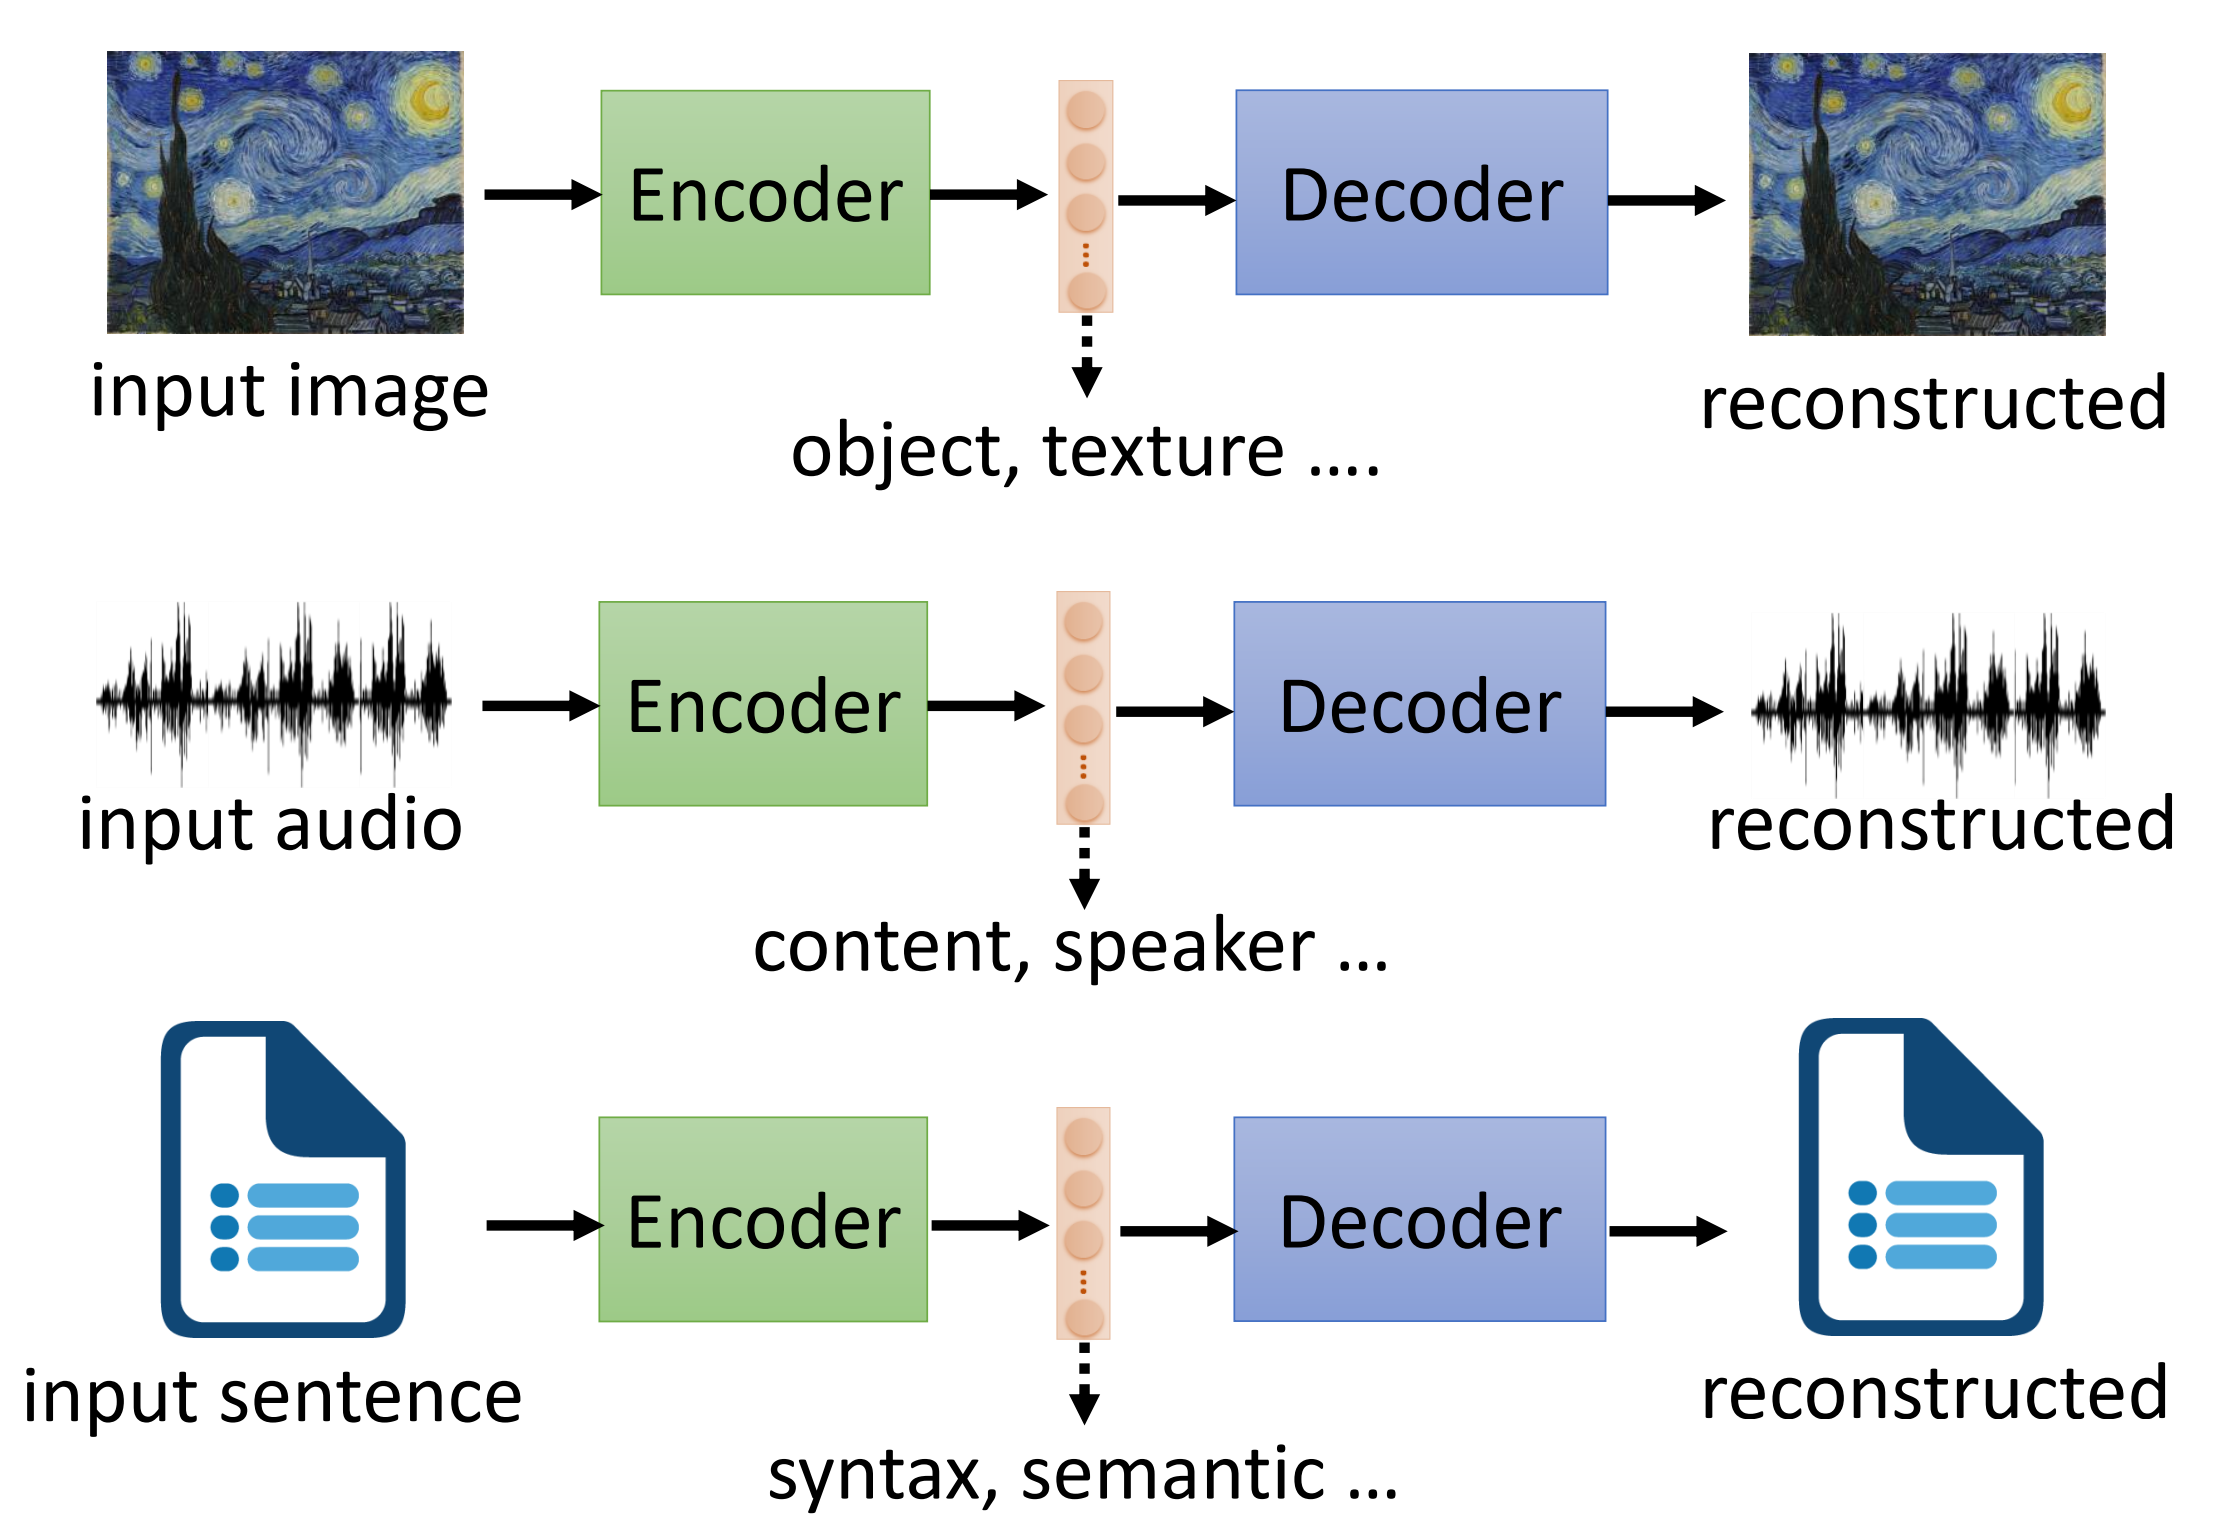 Encoder
Decoder
input image
reconstructed
object, texture ....
Encoder
Decoder
input audio
reconstructed
content, speaker ...
Encoder
Decoder
input sentence
reconstructed
syntax, semantic ...